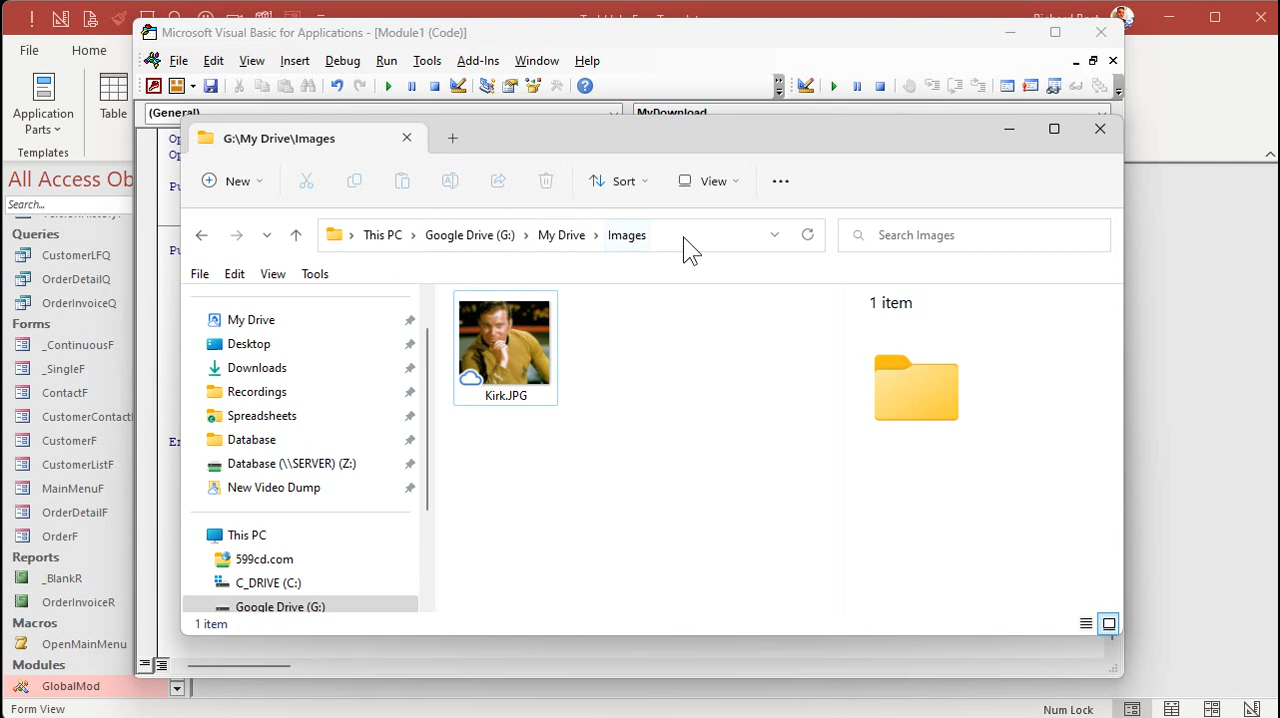 Microsoft Visual Basic for Applications - [Module1 (Code)]
File Home
File Edit View Insert Debug Run Tools Add-Ins Window Help
Application Parts
Table
Templates
(General)
MyDownload
G:\My Drive\Images
New Sort View
This PC Google Drive (G:) My Drive Images
Search Images
File Edit View Tools
All Access Ob
Search...
Queries
CustomerLFQ
OrderDetailQ
OrderInvoiceQ
Forms
_ContinuousF
_SingleF
ContactF
CustomerContact
CustomerF
CustomerListF
MainMenuF
OrderDetailF
OrderF
Reports
_BlankR
OrderInvoiceR
Macros
OpenMainMenu
Modules
GlobalMod
My Drive
Desktop
Downloads
Recordings
Spreadsheets
Database
Database (\\SERVER) (Z:)
New Video Dump
This PC
599cd.com
C_DRIVE (C:)
Google Drive (G:)
Kirk.JPG
1 item
1 item
Form View
Num Lock